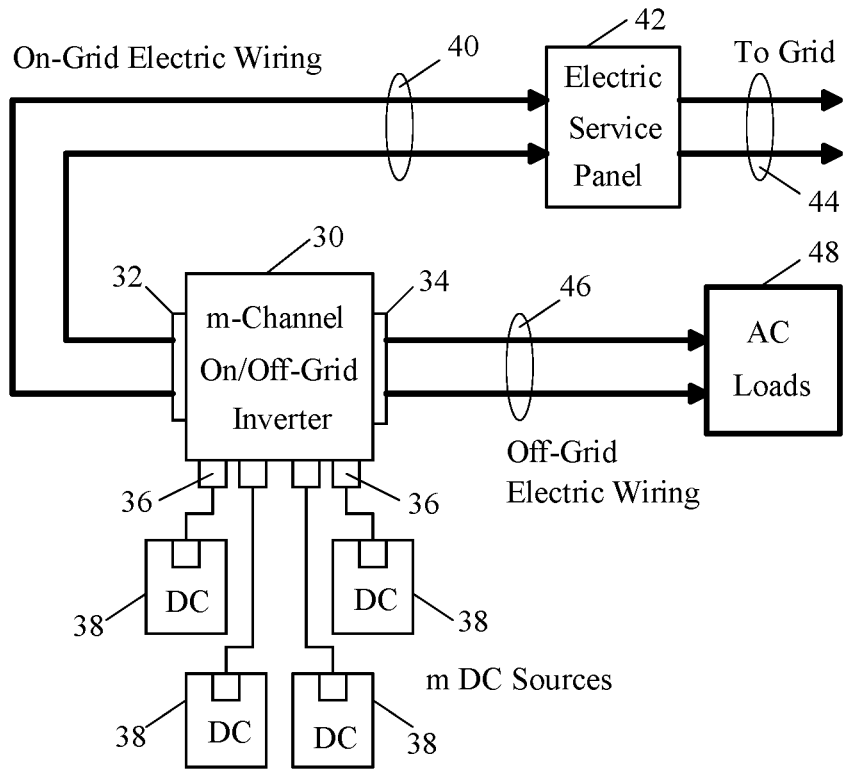 On-Grid Electric Wiring
40
42
To Grid
Electric
Service
Panel
44
30
32
34
46
48
m-Channel
On/Off-Grid
Inverter
AC
Loads
Off-Grid
Electric Wiring
36
36
DC
DC
38
38
m DC Sources
38
DC
DC
38